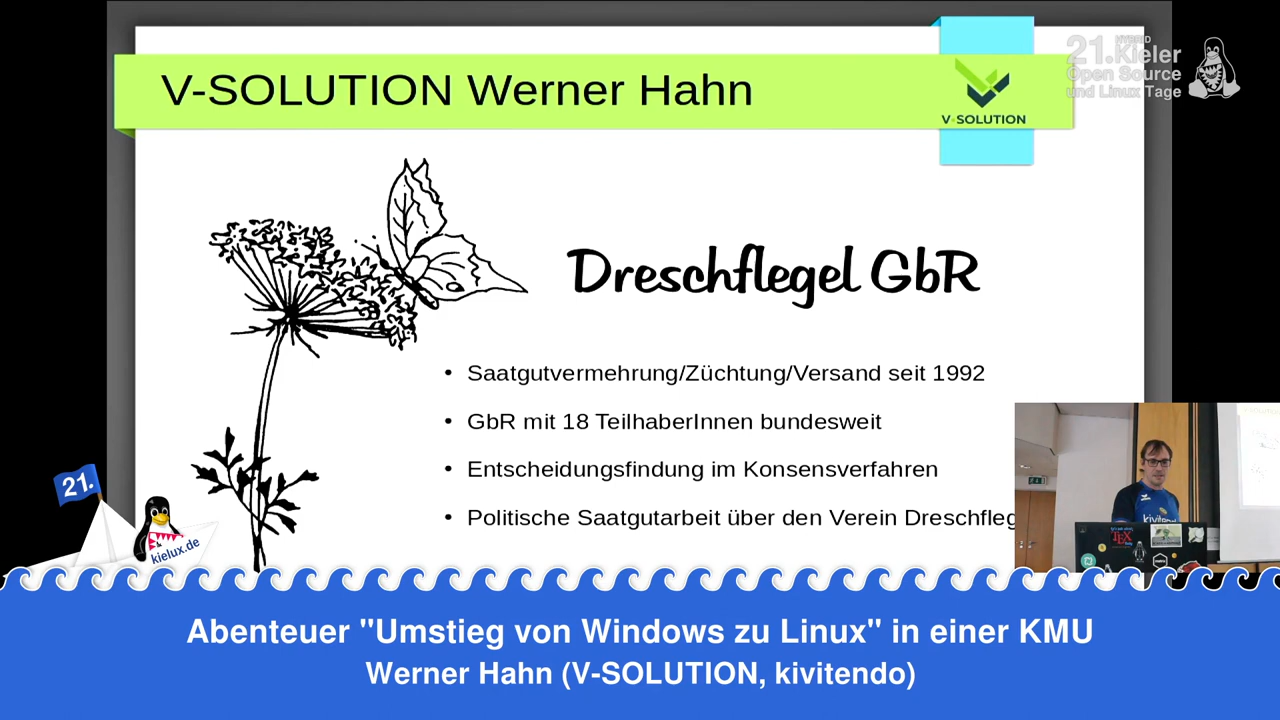 V-SOLUTION Werner Hahn
V-SOLUTION
21.
HYBRID
Kieler
Open Source
und Linux Tage
Dreschflegel GbR
• Saatgutvermehrung/Züchtung/Versand seit 1992
• GbR mit 18 TeilhaberInnen bundesweit
• Entscheidungsfindung im Konsensverfahren
• Politische Saatgutarbeit über den Verein Dreschfleg
21.
kielux.de
TEX
Abenteuer "Umstieg von Windows zu Linux" in einer KMU
Werner Hahn (V-SOLUTION, kivitendo)